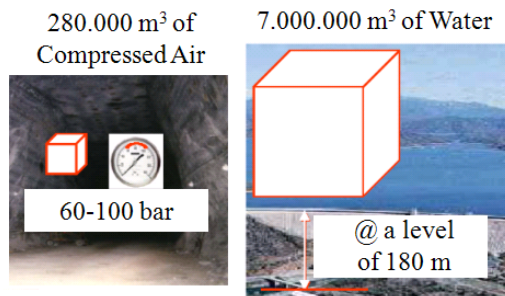 280.000 m³ of
Compressed Air
7.000.000 m³ of Water
60-100 bar
@ a level
of 180 m